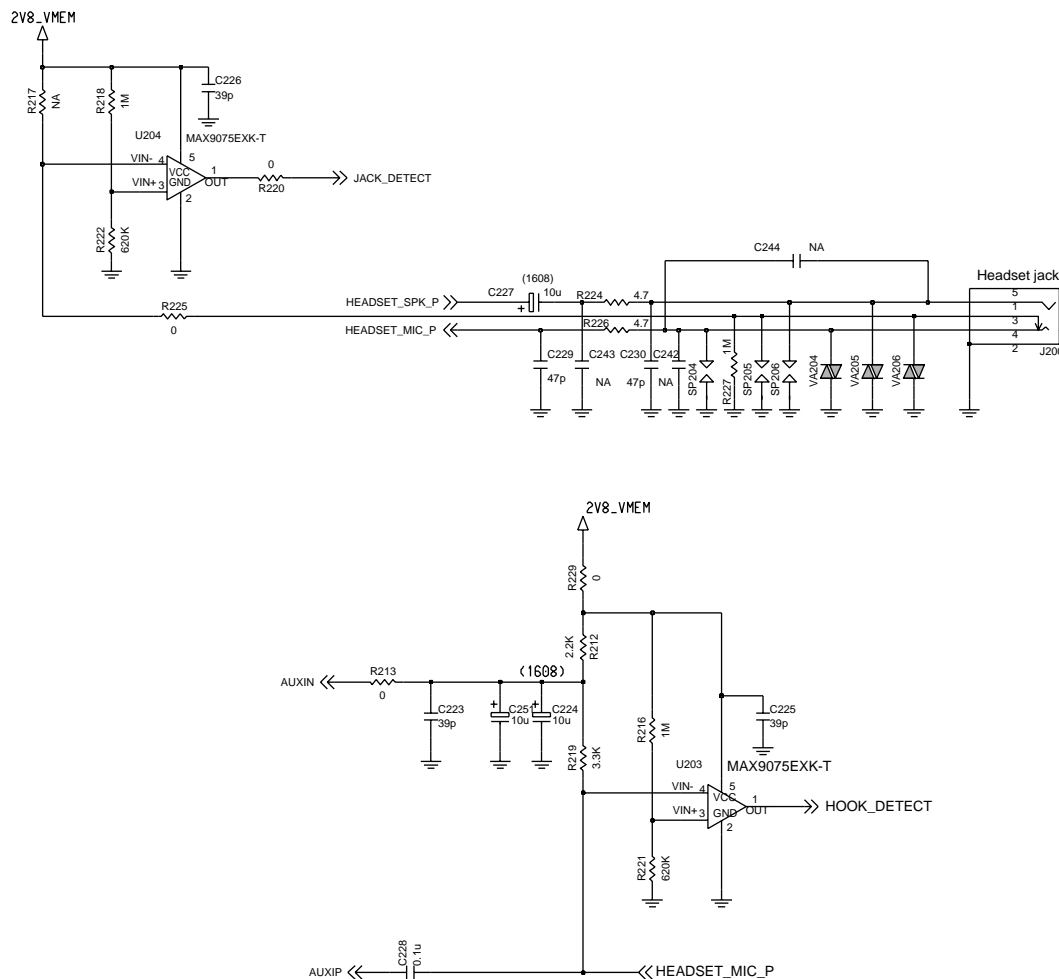 2V8_VMEM
R217
NA
R218
1M
C226
39p
U204
MAX9075EXK-T
VIN- 4
5
VCC
GND
1
OUT
VIN+ 3
2
0
R220
JACK_DETECT
R222
620K
C244
NA
Headset jack
(1608)
HEADSET_SPK_P
C227
+
10u
R224
4.7
5
R225
0
1
HEADSET_MIC_P
R226
4.7
3
4
2
C229
47p
C243
NA
C230
47p
C242
NA
SP204
R227
1M
SP205
SP206
VA204
VA205
VA206
2V8_VMEM
R229
0
2.2K
R212
AUXIN
R213
0
(1608)
C223
39p
+
C251
10u
+
C224
10u
R219
3.3K
R216
1M
C225
39p
U203
MAX9075EXK-T
VIN- 4
5
VCC
GND
1
OUT
HOOK_DETECT
VIN+ 3
2
R221
620K
C228
0.1u
AUXIP
HEADSET_MIC_P